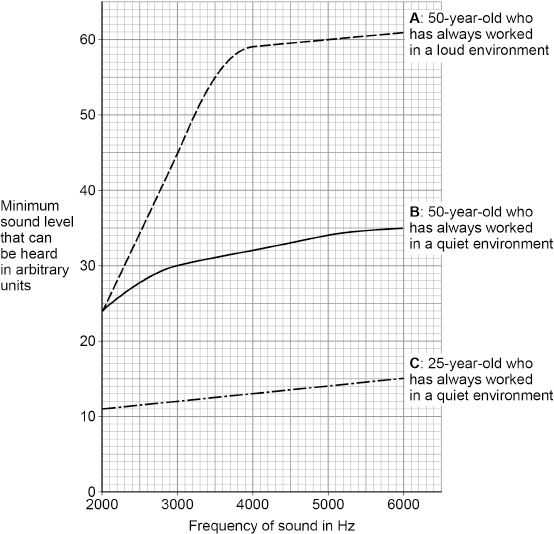 A: 50-year-old who
has always worked
in a loud environment
60
50
Minimum
sound level
that can
be heard
in arbitrary
units
40
B: 50-year-old who
has always worked
in a quiet environment
30
20
C: 25-year-old who
has always worked
in a quiet environment
10
0
2000 3000 4000 5000 6000
Frequency of sound in Hz